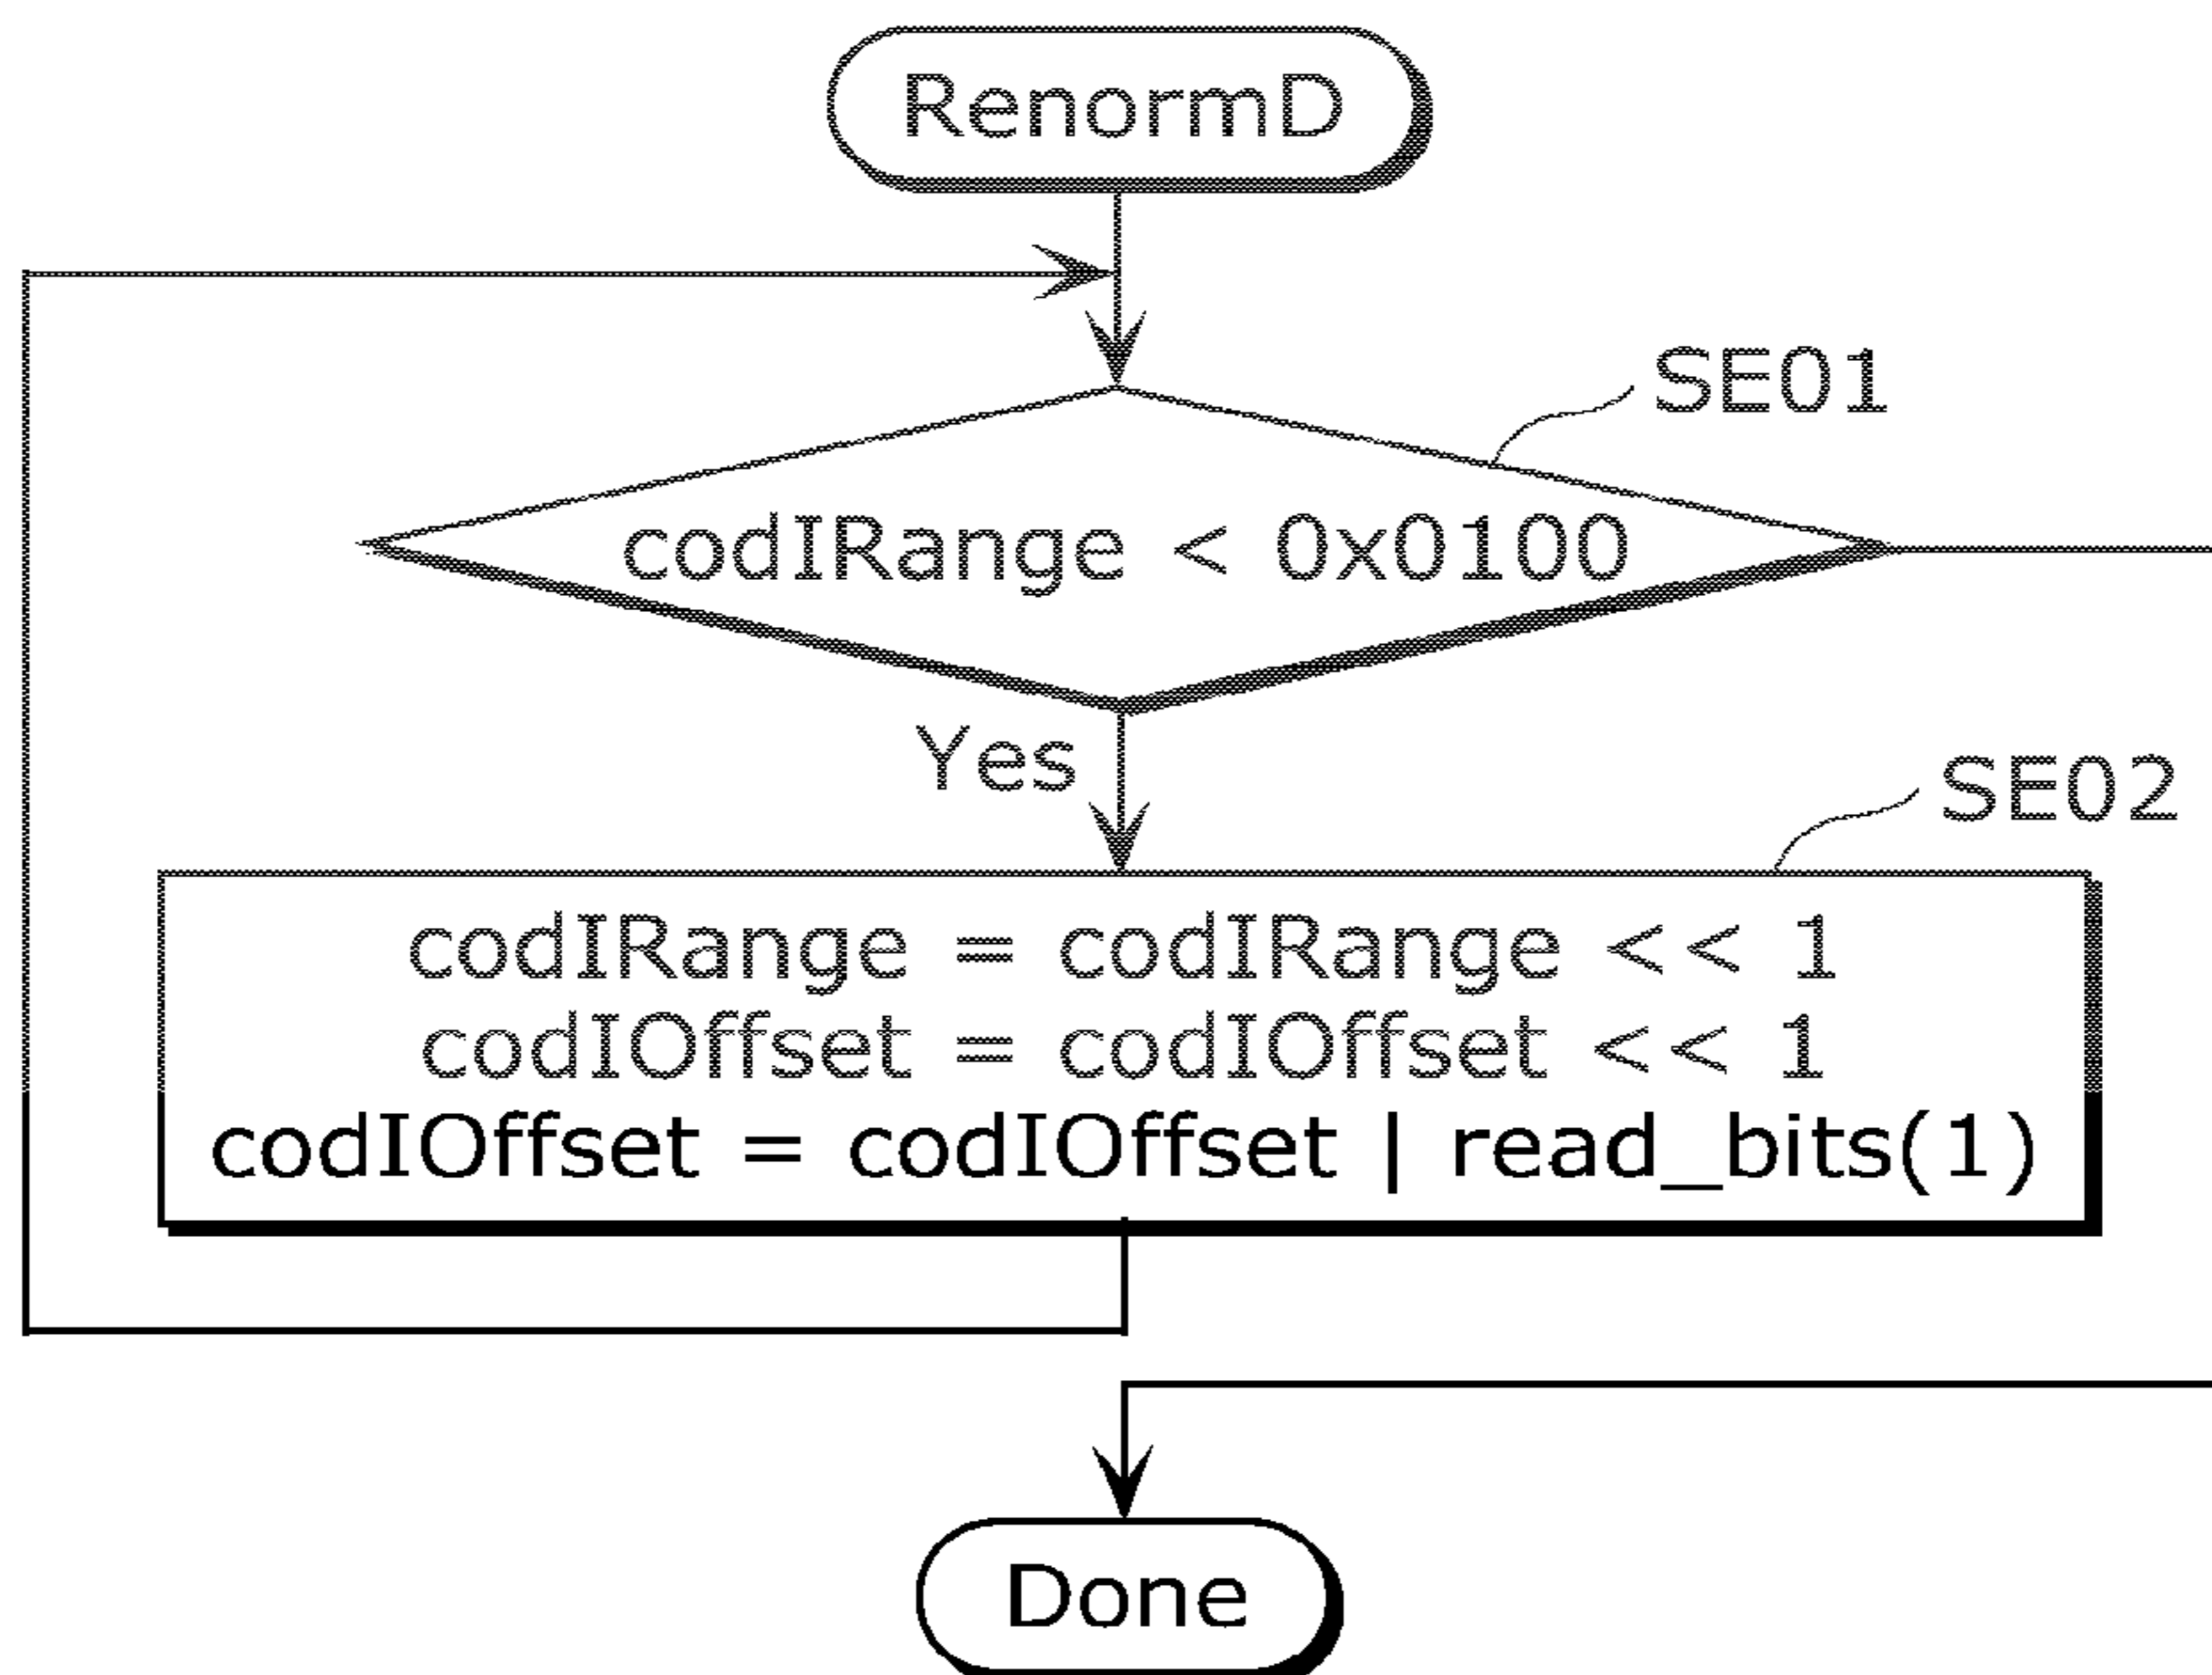 RenormD
SE01
codIRange < 0x0100
Yes
SE02
codIRange = codIRange << 1
codIOffset = codIOffset << 1
codIOffset = codIOffset | read_bits(1)
Done